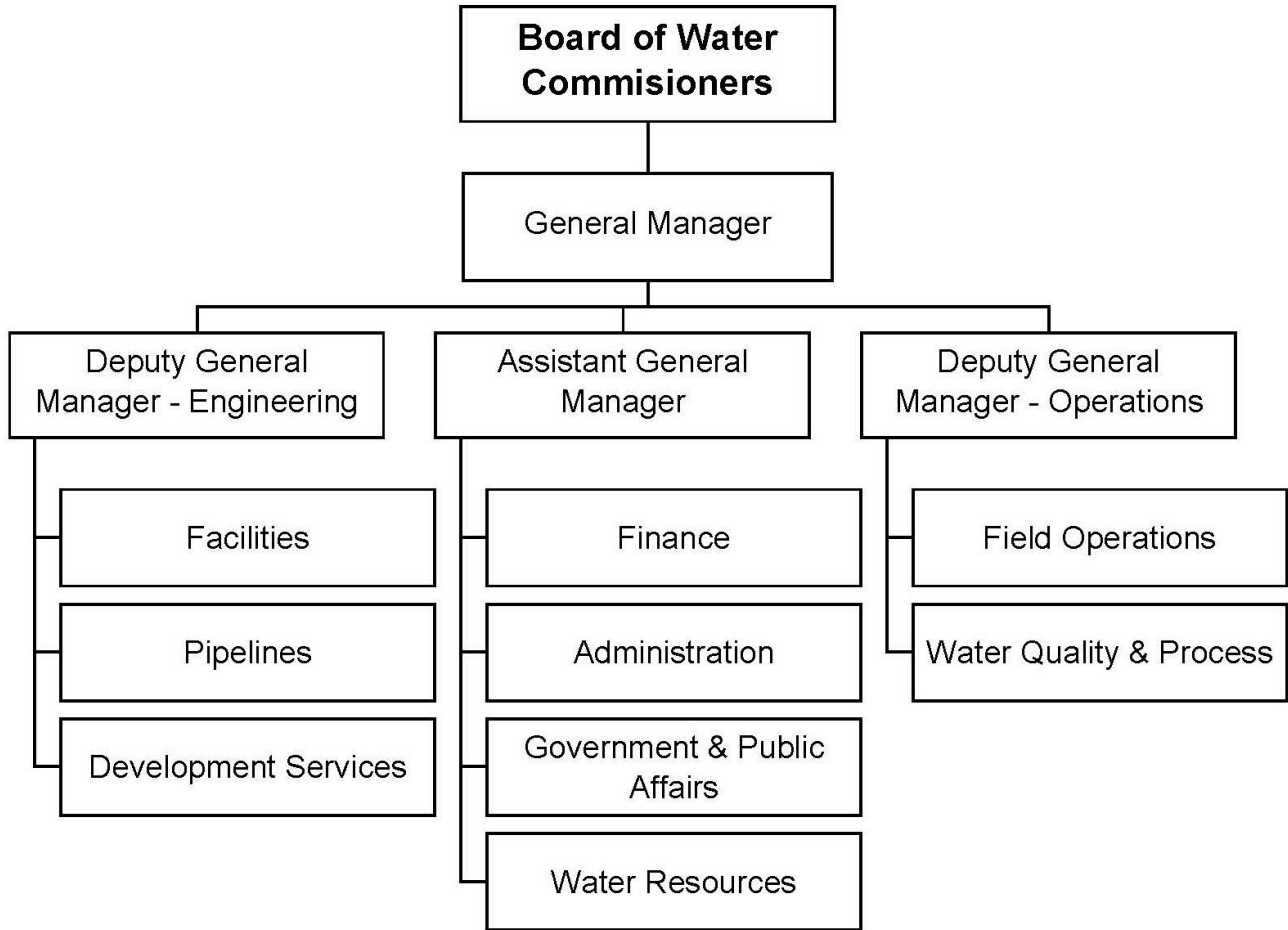 Board of Water
Commisioners
General Manager
Deputy General
Manager - Engineering
Assistant General
Manager
Deputy General
Manager - Operations
Facilities
Pipelines
Development Services
Finance
Administration
Government & Public
Affairs
Water Resources
Field Operations
Water Quality & Process